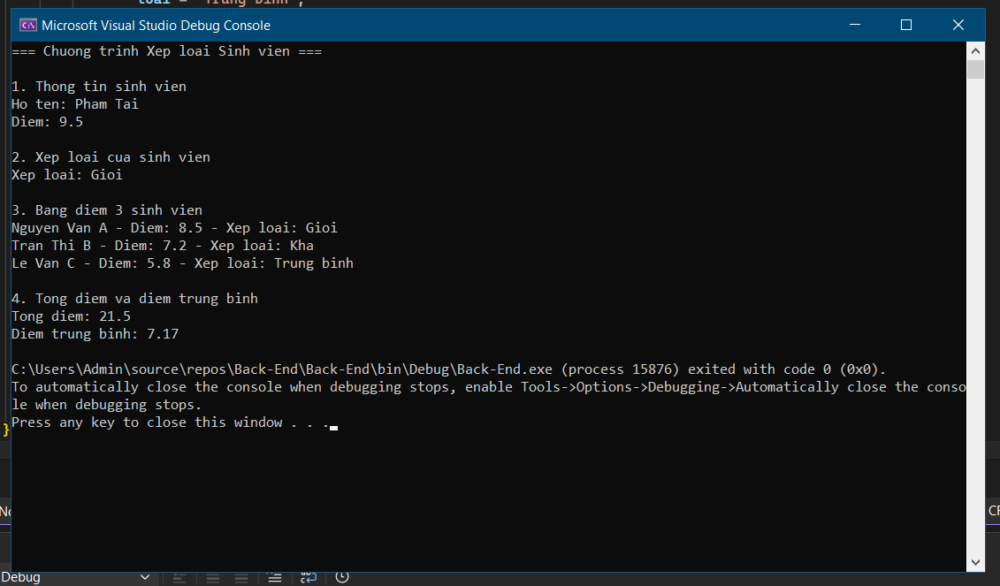 loai = "Trung binh";
Microsoft Visual Studio Debug Console
=== Chuong trinh Xep loai Sinh vien ===
1. Thong tin sinh vien
Ho ten: Pham Tai
Diem: 9.5
2. Xep loai cua sinh vien
Xep loai: Gioi
3. Bang diem 3 sinh vien
Nguyen Van A - Diem: 8.5 - Xep loai: Gioi
Tran Thi B - Diem: 7.2 - Xep loai: Kha
Le Van C - Diem: 5.8 - Xep loai: Trung binh
4. Tong diem va diem trung binh
Tong diem: 21.5
Diem trung binh: 7.17
C:\Users\Admin\source\repos\Back-End\Back-End\bin\Debug\Back-End.exe (process 15876) exited with code 0 (0x0).
To automatically close the console when debugging stops, enable Tools->Options->Debugging->Automatically close the conso
le when debugging stops.
Press any key to close this window . . .
}
Debug